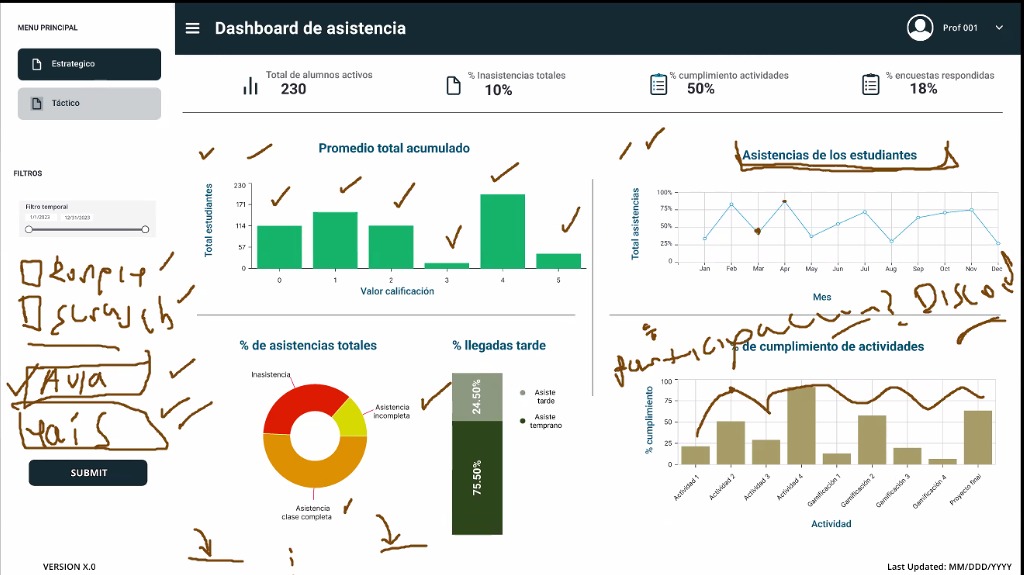 MENU PRINCIPAL
Estrategico
Táctico
FILTROS
Filtro temporal
1/1/2023 12/31/2023
Aula
País
SUBMIT
VERSION X.0
Dashboard de asistencia
Prof 001
Total de alumnos activos
230
% Inasistencias totales
10%
% cumplimiento actividades
50%
% encuestas respondidas
18%
Promedio total acumulado
Total estudiantes
230
171
114
57
0
0 1 2 3 4 5
Valor calificación
Asistencias de los estudiantes
Total asistencias
100%
75%
50%
25%
0
Jan Feb Mar Apr May Jun Jul Aug Sep Oct Nov Dec
Mes
% de asistencias totales
Inasistencia
Asistencia
incompleta
Asistencia
clase completa
% llegadas tarde
24.50%
75.50%
Asiste
tarde
Asiste
temprano
% participación?
% de cumplimiento de actividades
% cumplimiento
100
75
50
25
0
Actividad 1
Actividad 2
Actividad 3
Actividad 4
Gamificación 1
Gamificación 2
Gamificación 3
Gamificación 4
Proyecto final
Actividad
Last Updated: MM/DDD/YYYY